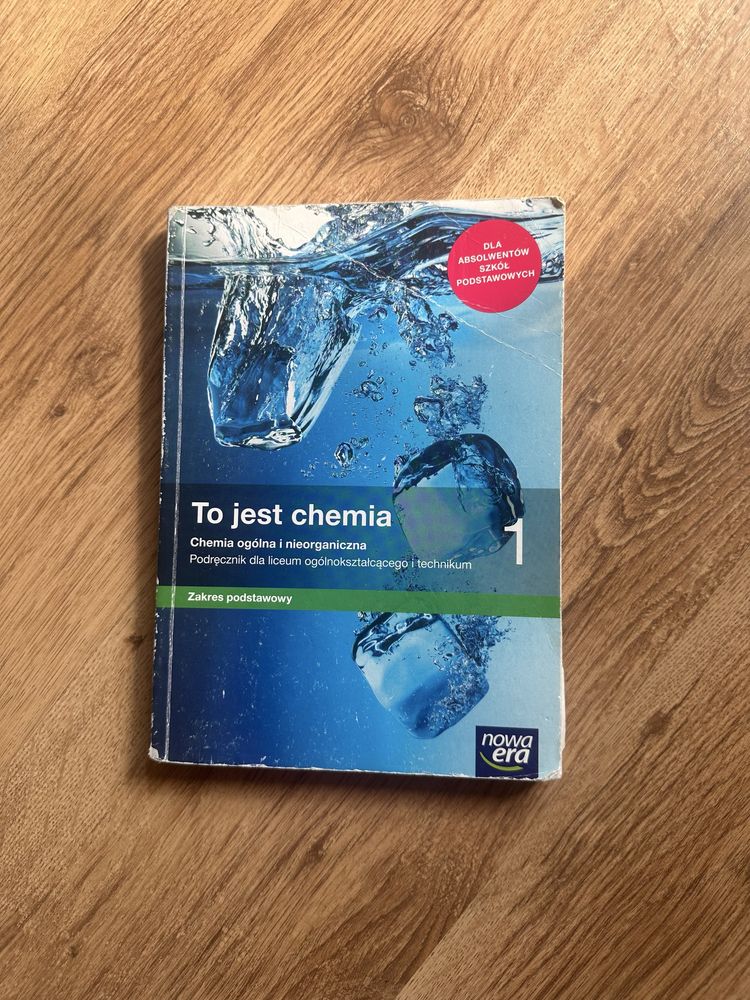 DLA
ABSOLWENTÓW
SZKÓŁ
PODSTAWOWYCH
To jest chemia
1
Chemia ogólna i nieorganiczna
Podręcznik dla liceum ogólnokształcącego i technikum
Zakres podstawowy
nowa
era